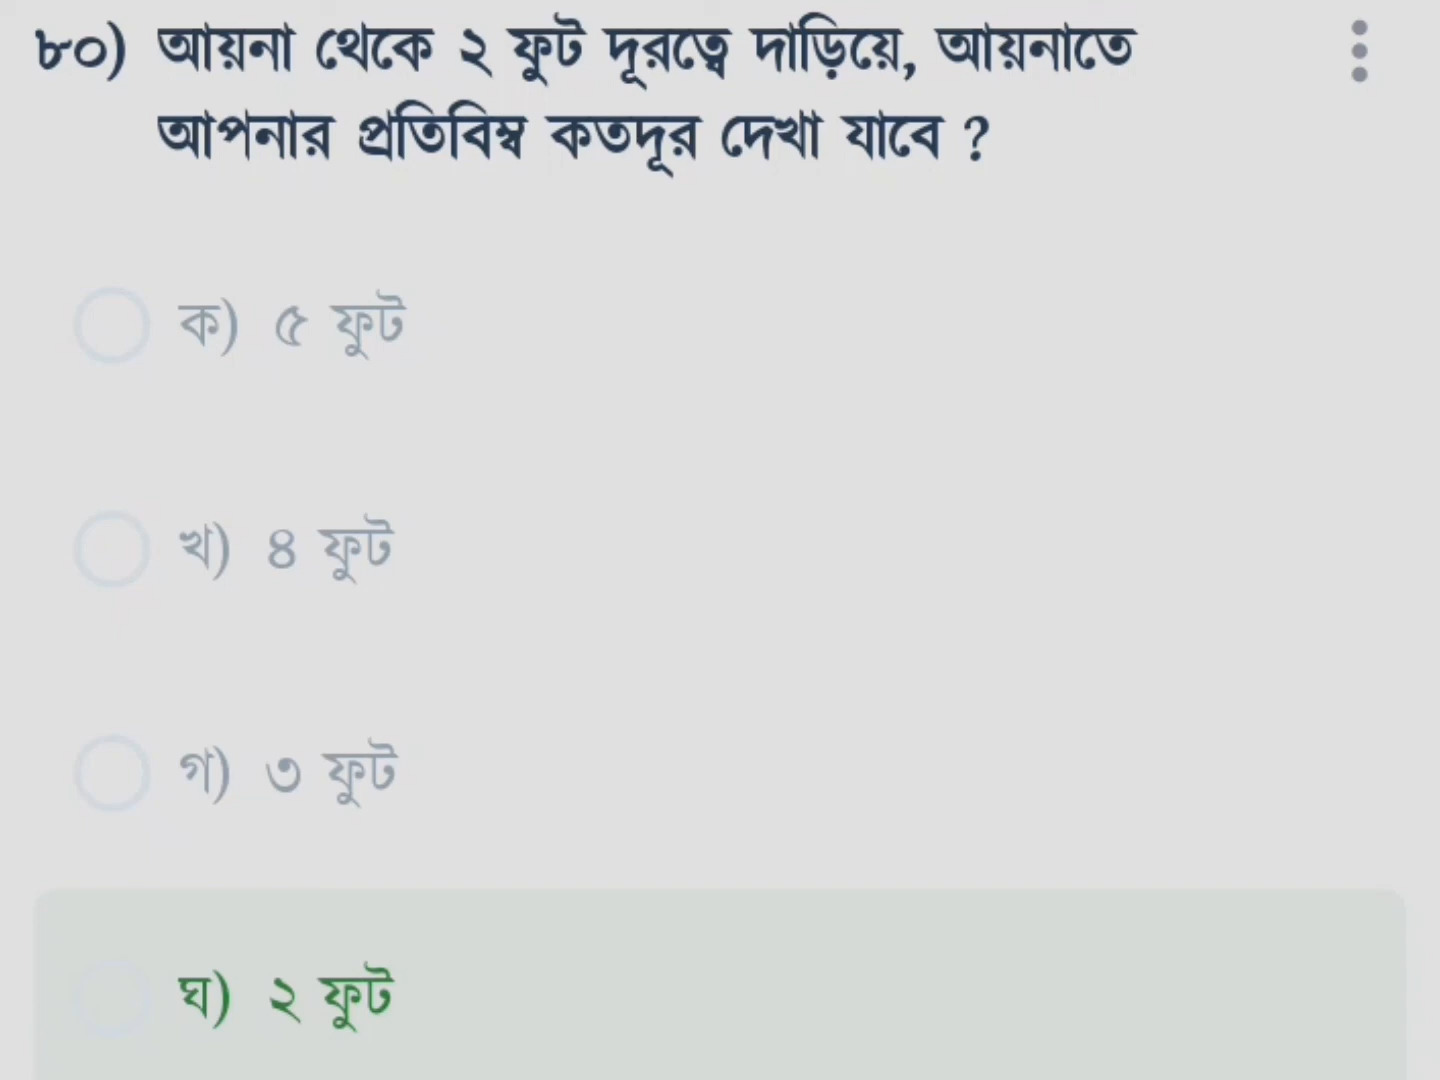 ৮০) আয়না থেকে ২ ফুট দূরত্বে দাড়িয়ে, আয়নাতে
আপনার প্রতিবিম্ব কতদূর দেখা যাবে ?
ক) ৫ ফুট
খ) ৪ ফুট
গ) ৩ ফুট
ঘ) ২ ফুট